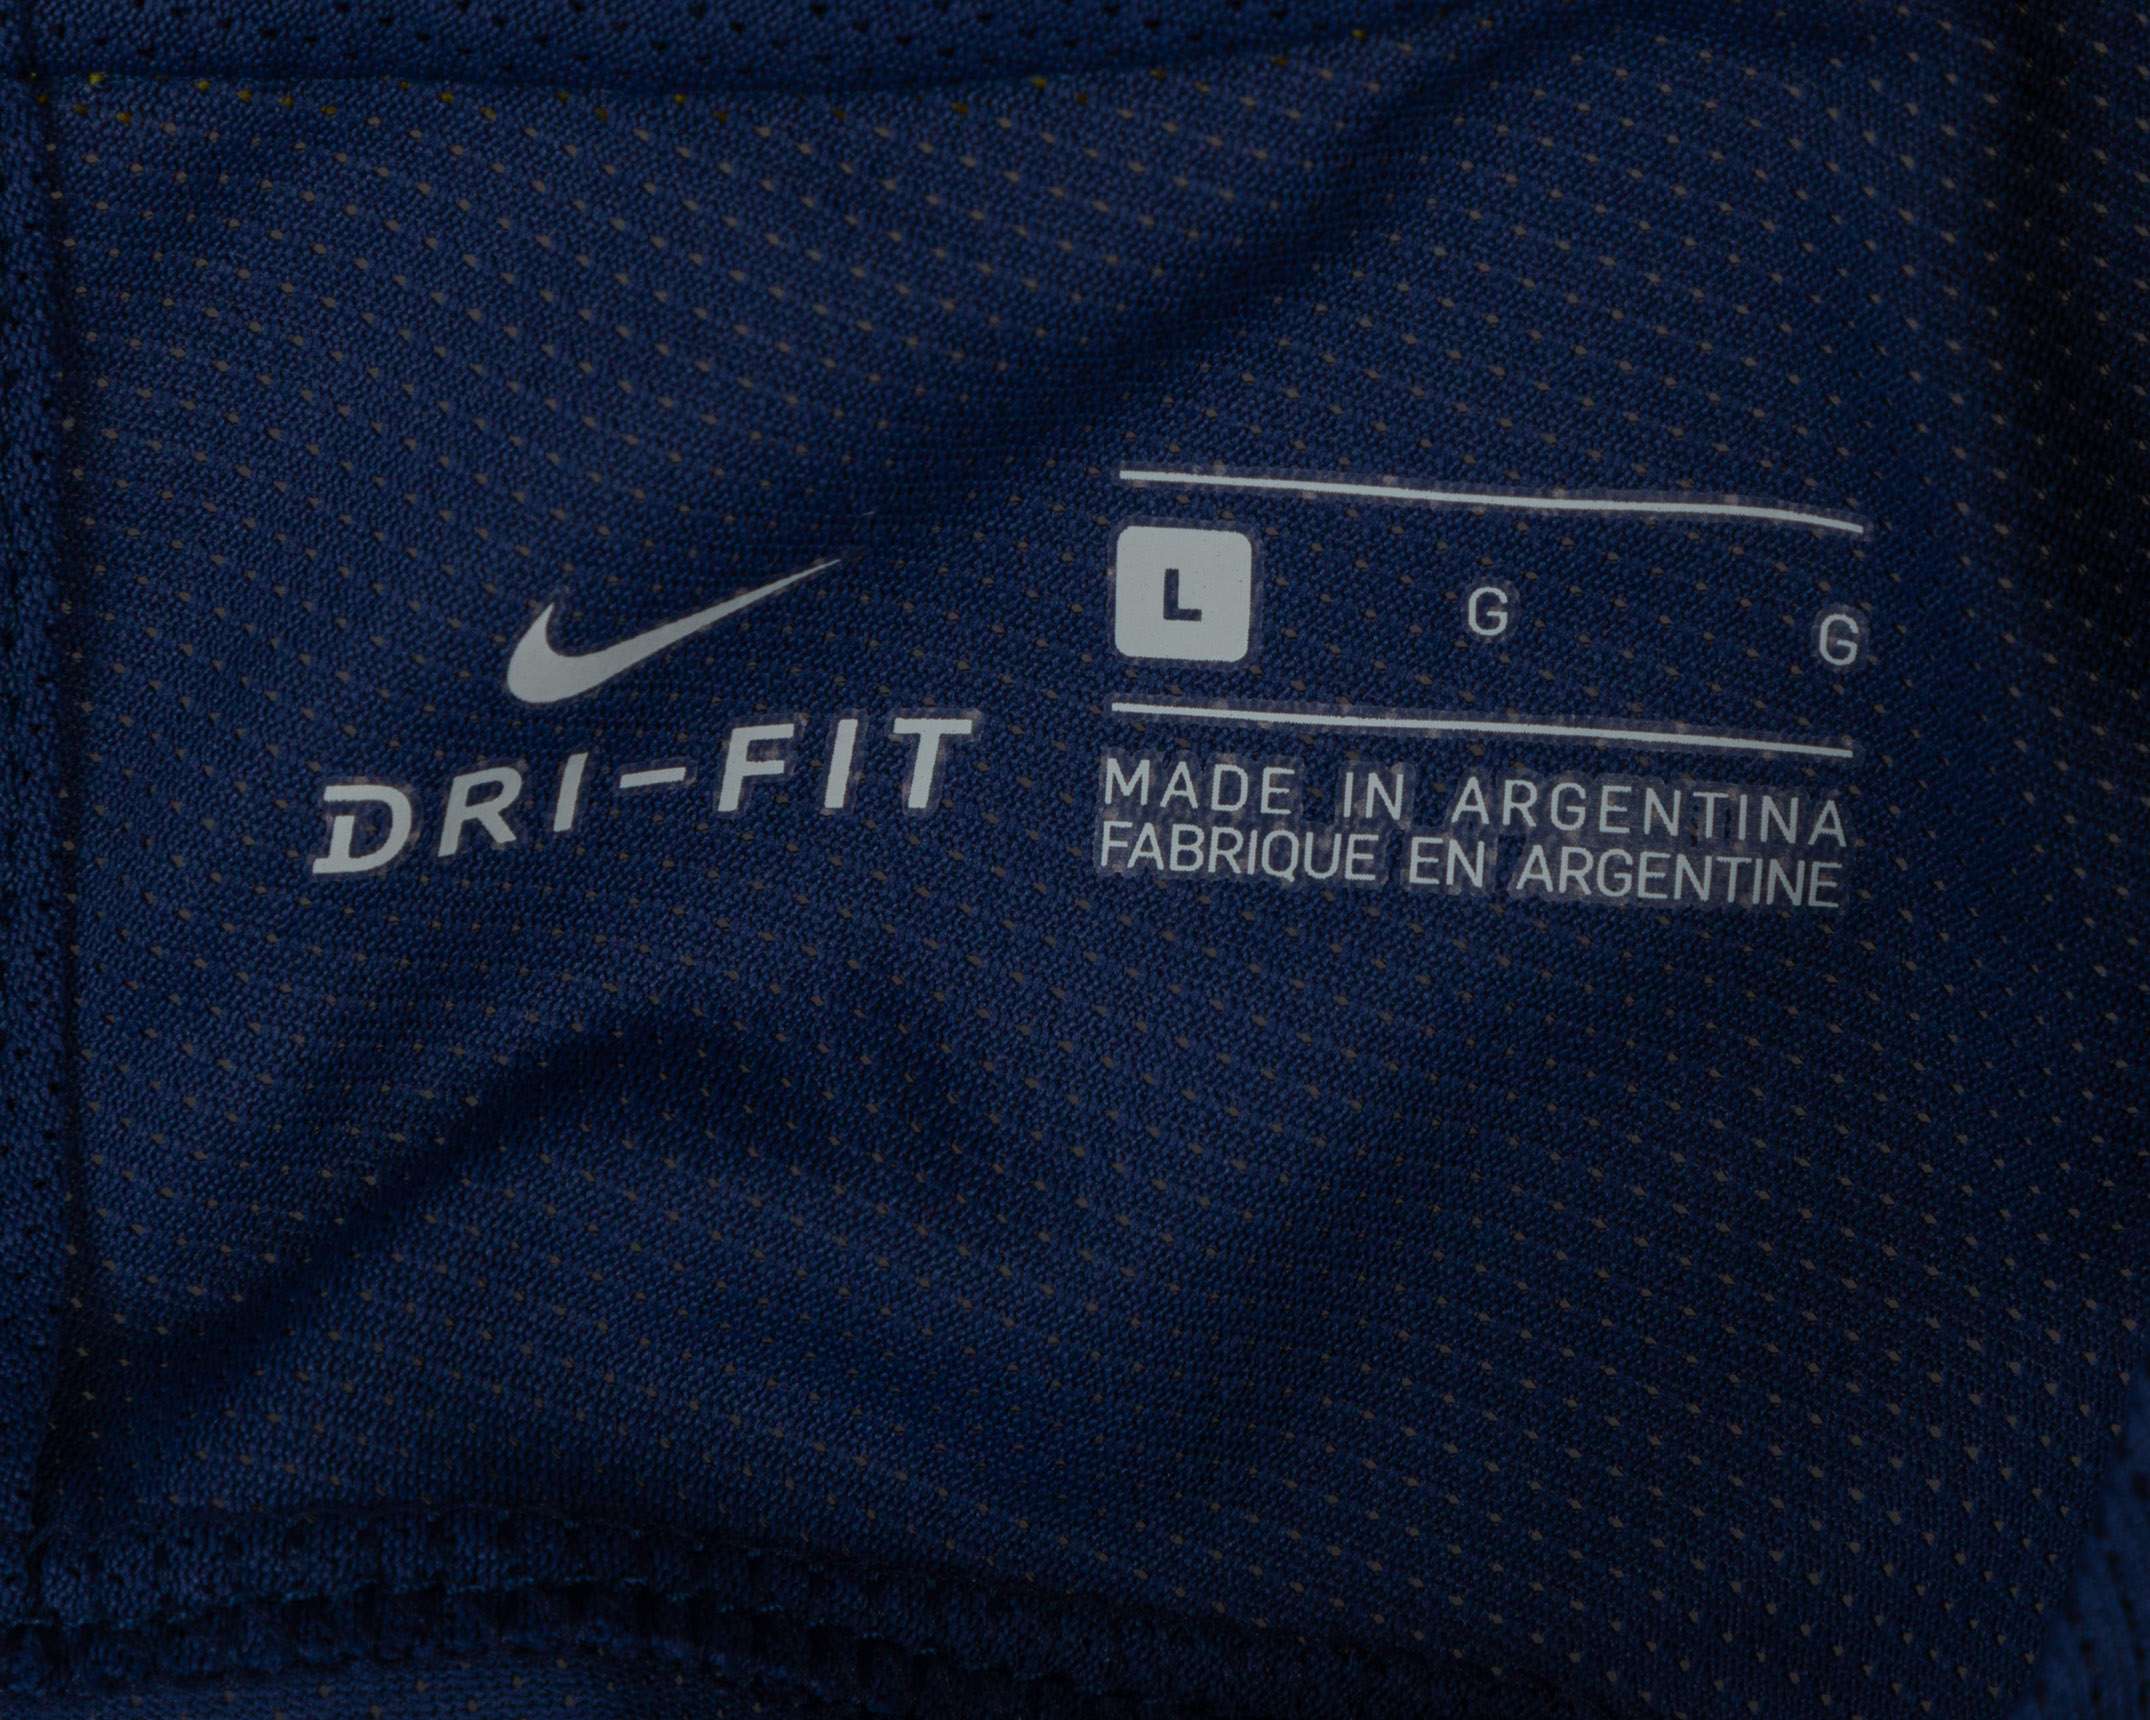 DRI-FIT
L G G
MADE IN ARGENTINA
FABRIQUE EN ARGENTINE